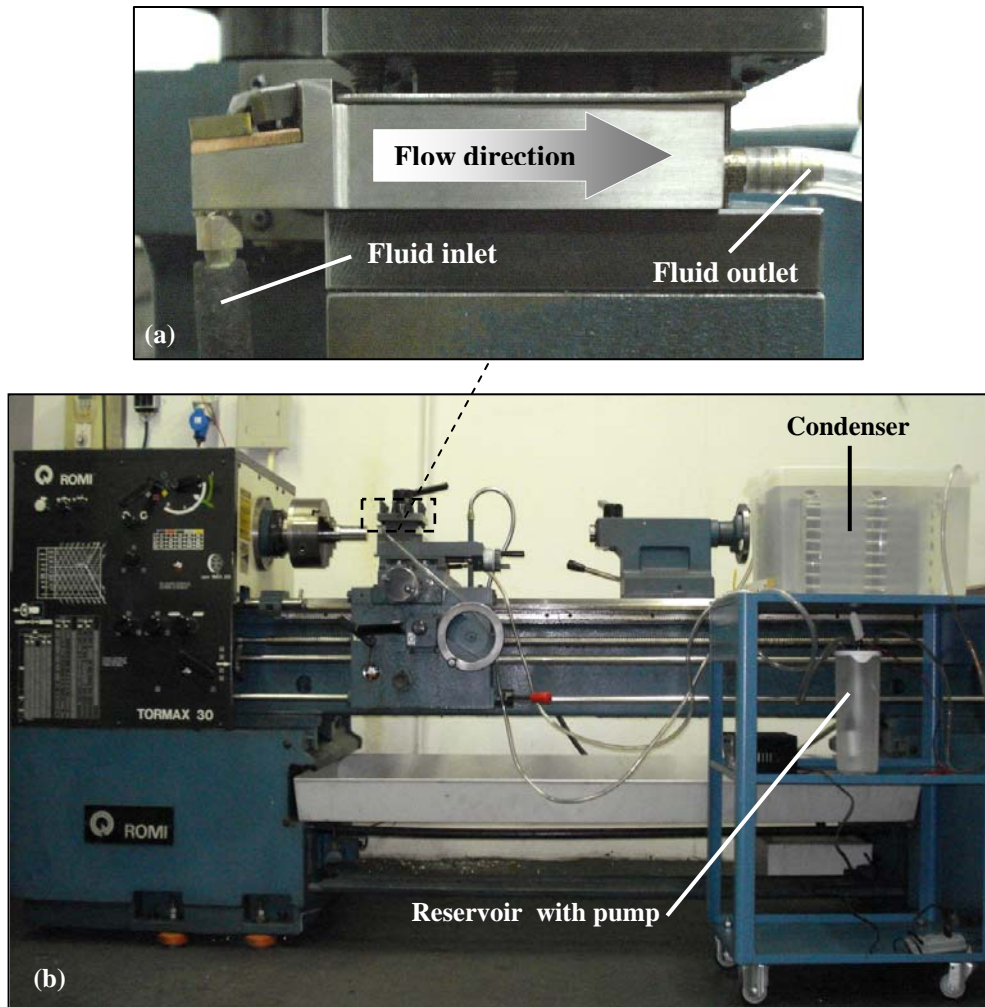 Flow direction
Fluid inlet
Fluid outlet
(a)
Condenser
ROMI
TORMAX 30
ROMI
Reservoir with pump
(b)